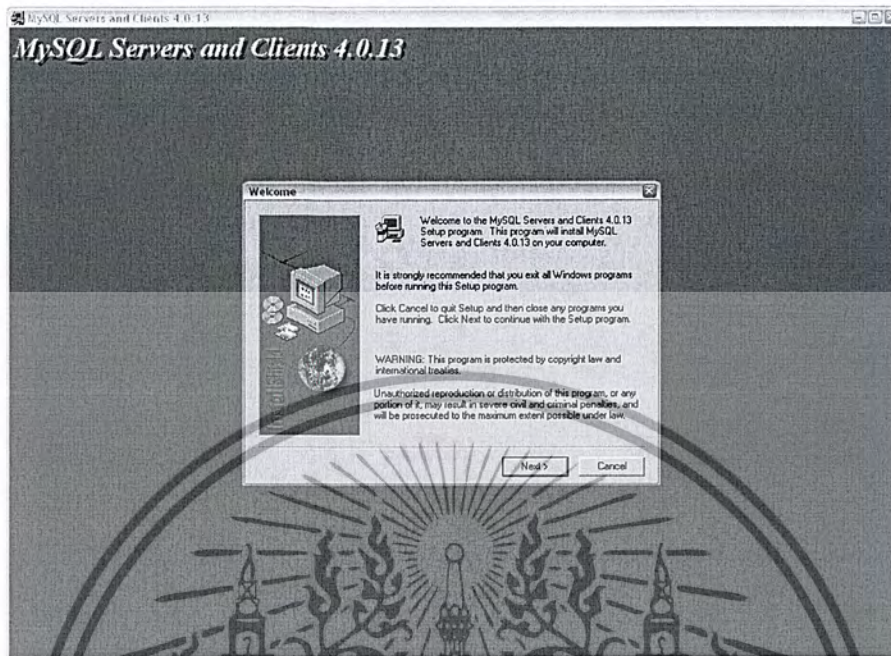 MySQL Servers and Clients 4.0.13
MySQL Servers and Clients 4.0.13
Welcome
Welcome to the MySQL Servers and Clients 4.0.13
Setup program. This program will install MySQL
Servers and Clients 4.0.13 on your computer.
It is strongly recommended that you exit all Windows programs
before running this Setup program.
Click Cancel to quit Setup and then close any programs you
have running. Click Next to continue with the Setup program.
WARNING: This program is protected by copyright law and
international treaties.
Unauthorized reproduction or distribution of this program, or any
portion of it, may result in severe civil and criminal penalties, and
will be prosecuted to the maximum extent possible under law.
Next >
Cancel